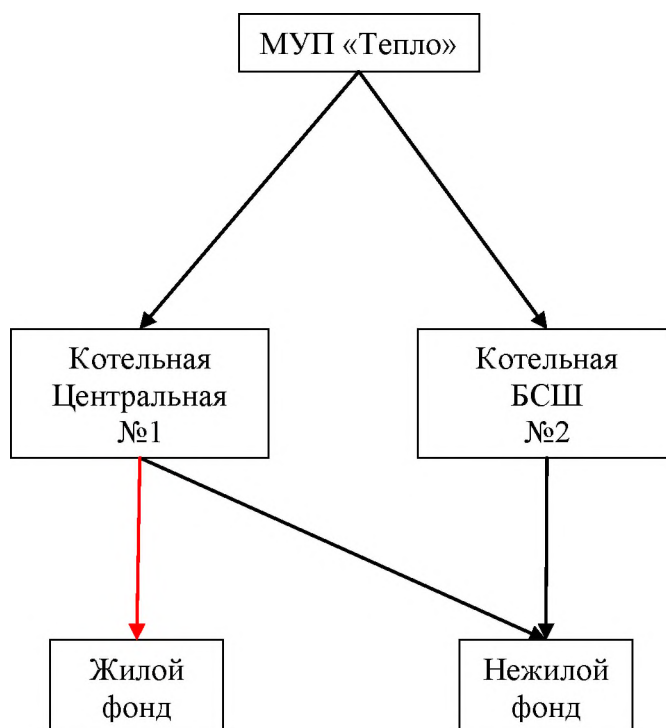 МУП «Тепло»
Котельная
Центральная
№1
Котельная
БСШ
№2
Жилой
фонд
Нежилой
фонд